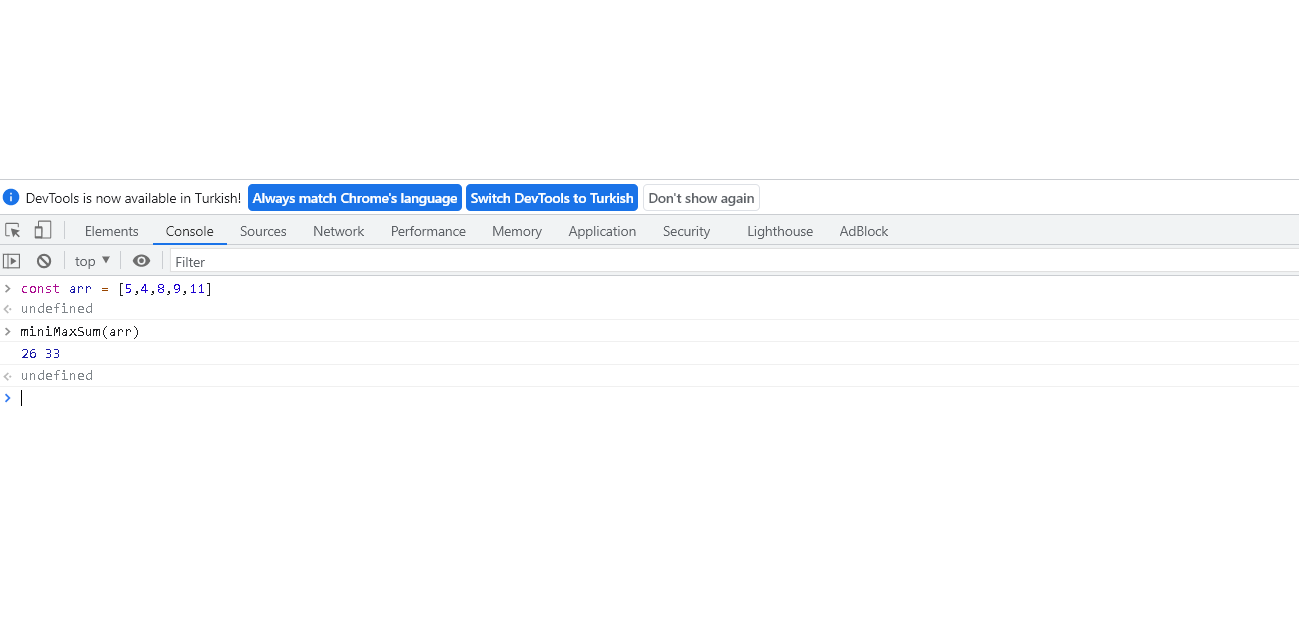 DevTools is now available in Turkish! Always match Chrome's language Switch DevTools to Turkish Don't show again
Elements Console Sources Network Performance Memory Application Security Lighthouse AdBlock
top Filter
const arr = [5,4,8,9,11]
undefined
miniMaxSum(arr)
26 33
undefined